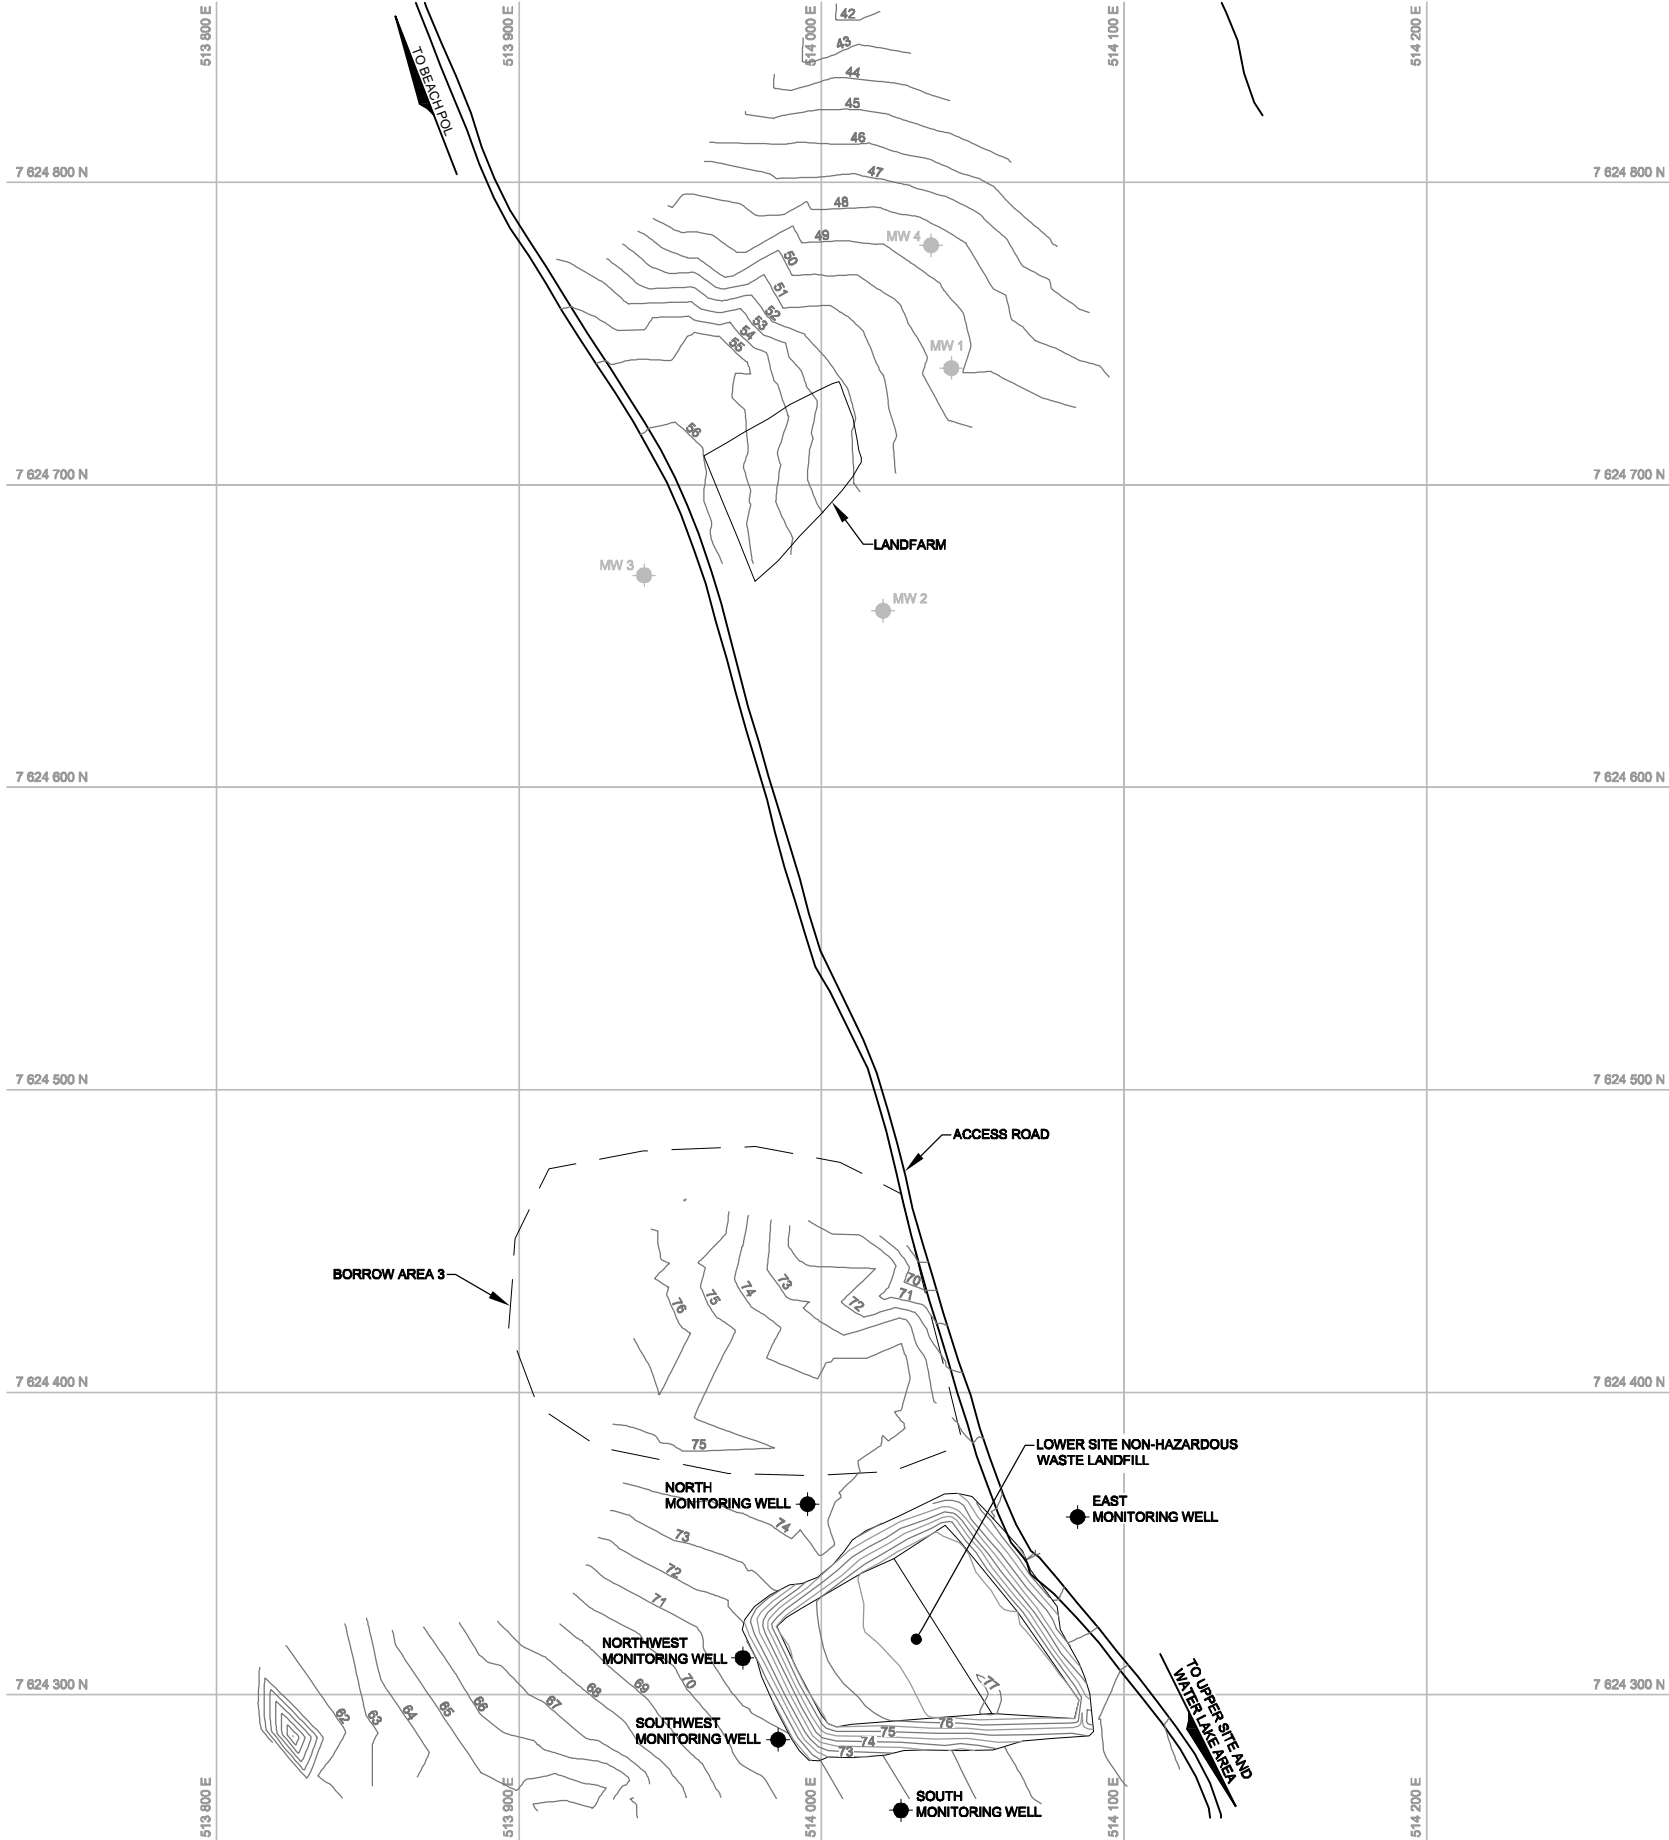 513 800 E
513 900 E
514 000 E
514 100 E
514 200 E
42
43
44
45
46
47
48
49
50
51
52
53
54
55
56
TO BEACH POL
7 624 800 N
7 624 800 N
MW 4
MW 1
7 624 700 N
7 624 700 N
LANDFARM
MW 3
MW 2
7 624 600 N
7 624 600 N
7 624 500 N
7 624 500 N
ACCESS ROAD
BORROW AREA 3
76
75
74
73
72
71
70
7 624 400 N
7 624 400 N
75
LOWER SITE NON-HAZARDOUS
WASTE LANDFILL
NORTH
MONITORING WELL
EAST
MONITORING WELL
74
73
72
71
NORTHWEST
MONITORING WELL
70
69
68
67
66
65
64
63
62
7 624 300 N
7 624 300 N
77
76
75
74
73
SOUTHWEST
MONITORING WELL
SOUTH
MONITORING WELL
TO UPPER SITE AND
WATER LAKE AREA
513 800 E
513 900 E
514 000 E
514 100 E
514 200 E